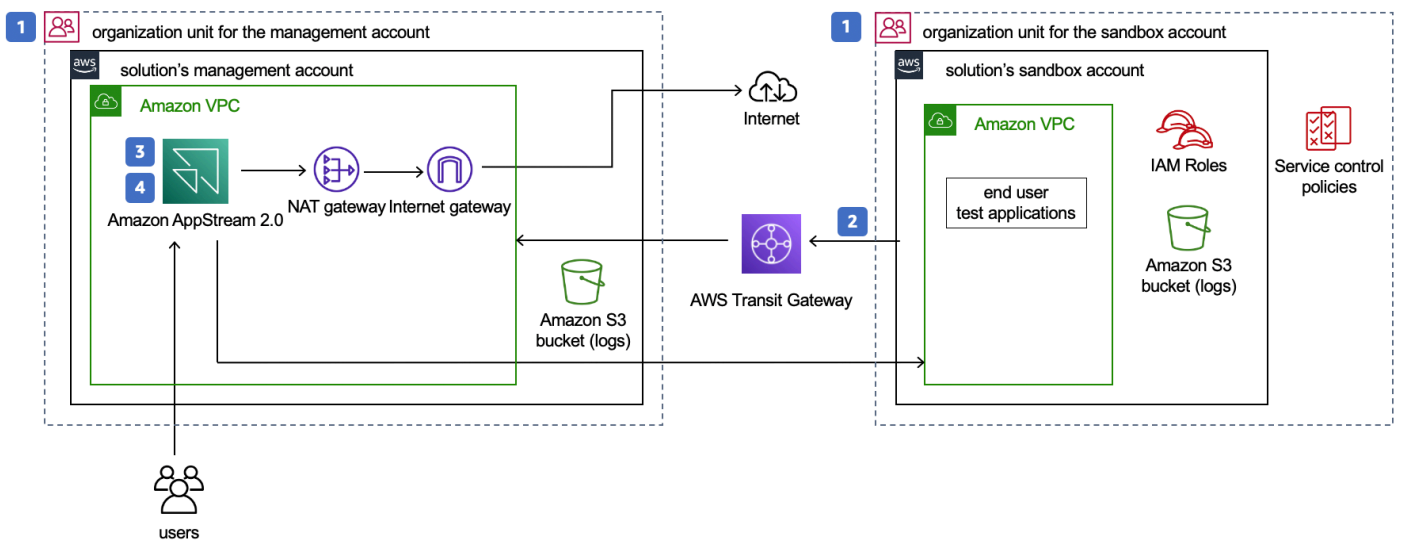 1
organization unit for the management account
aws
solution's management account
Amazon VPC
3
4
Amazon AppStream 2.0
NAT gateway
Internet gateway
Internet
Amazon S3
bucket (logs)
users
2
AWS Transit Gateway
1
organization unit for the sandbox account
aws
solution's sandbox account
Amazon VPC
end user
test applications
IAM Roles
Amazon S3
bucket (logs)
Service control
policies